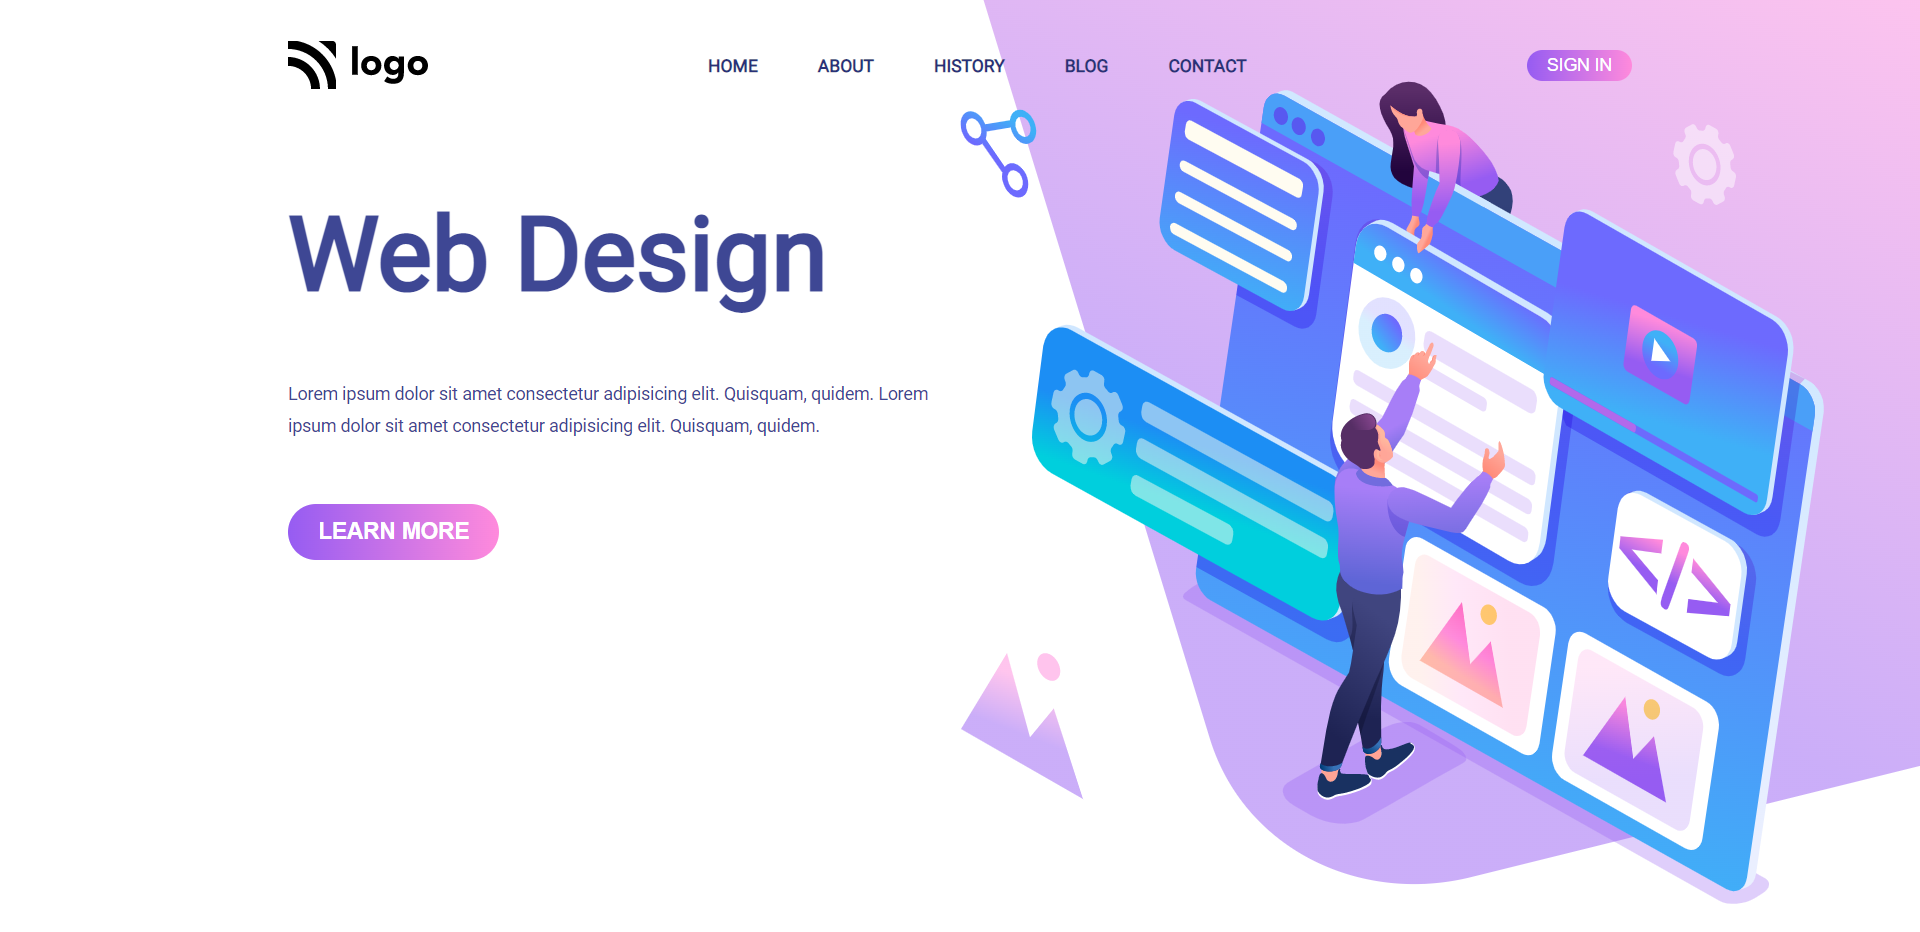 logo
HOME ABOUT HISTORY BLOG CONTACT SIGN IN
Web Design
Lorem ipsum dolor sit amet consectetur adipisicing elit. Quisquam, quidem. Lorem
ipsum dolor sit amet consectetur adipisicing elit. Quisquam, quidem.
LEARN MORE
</>